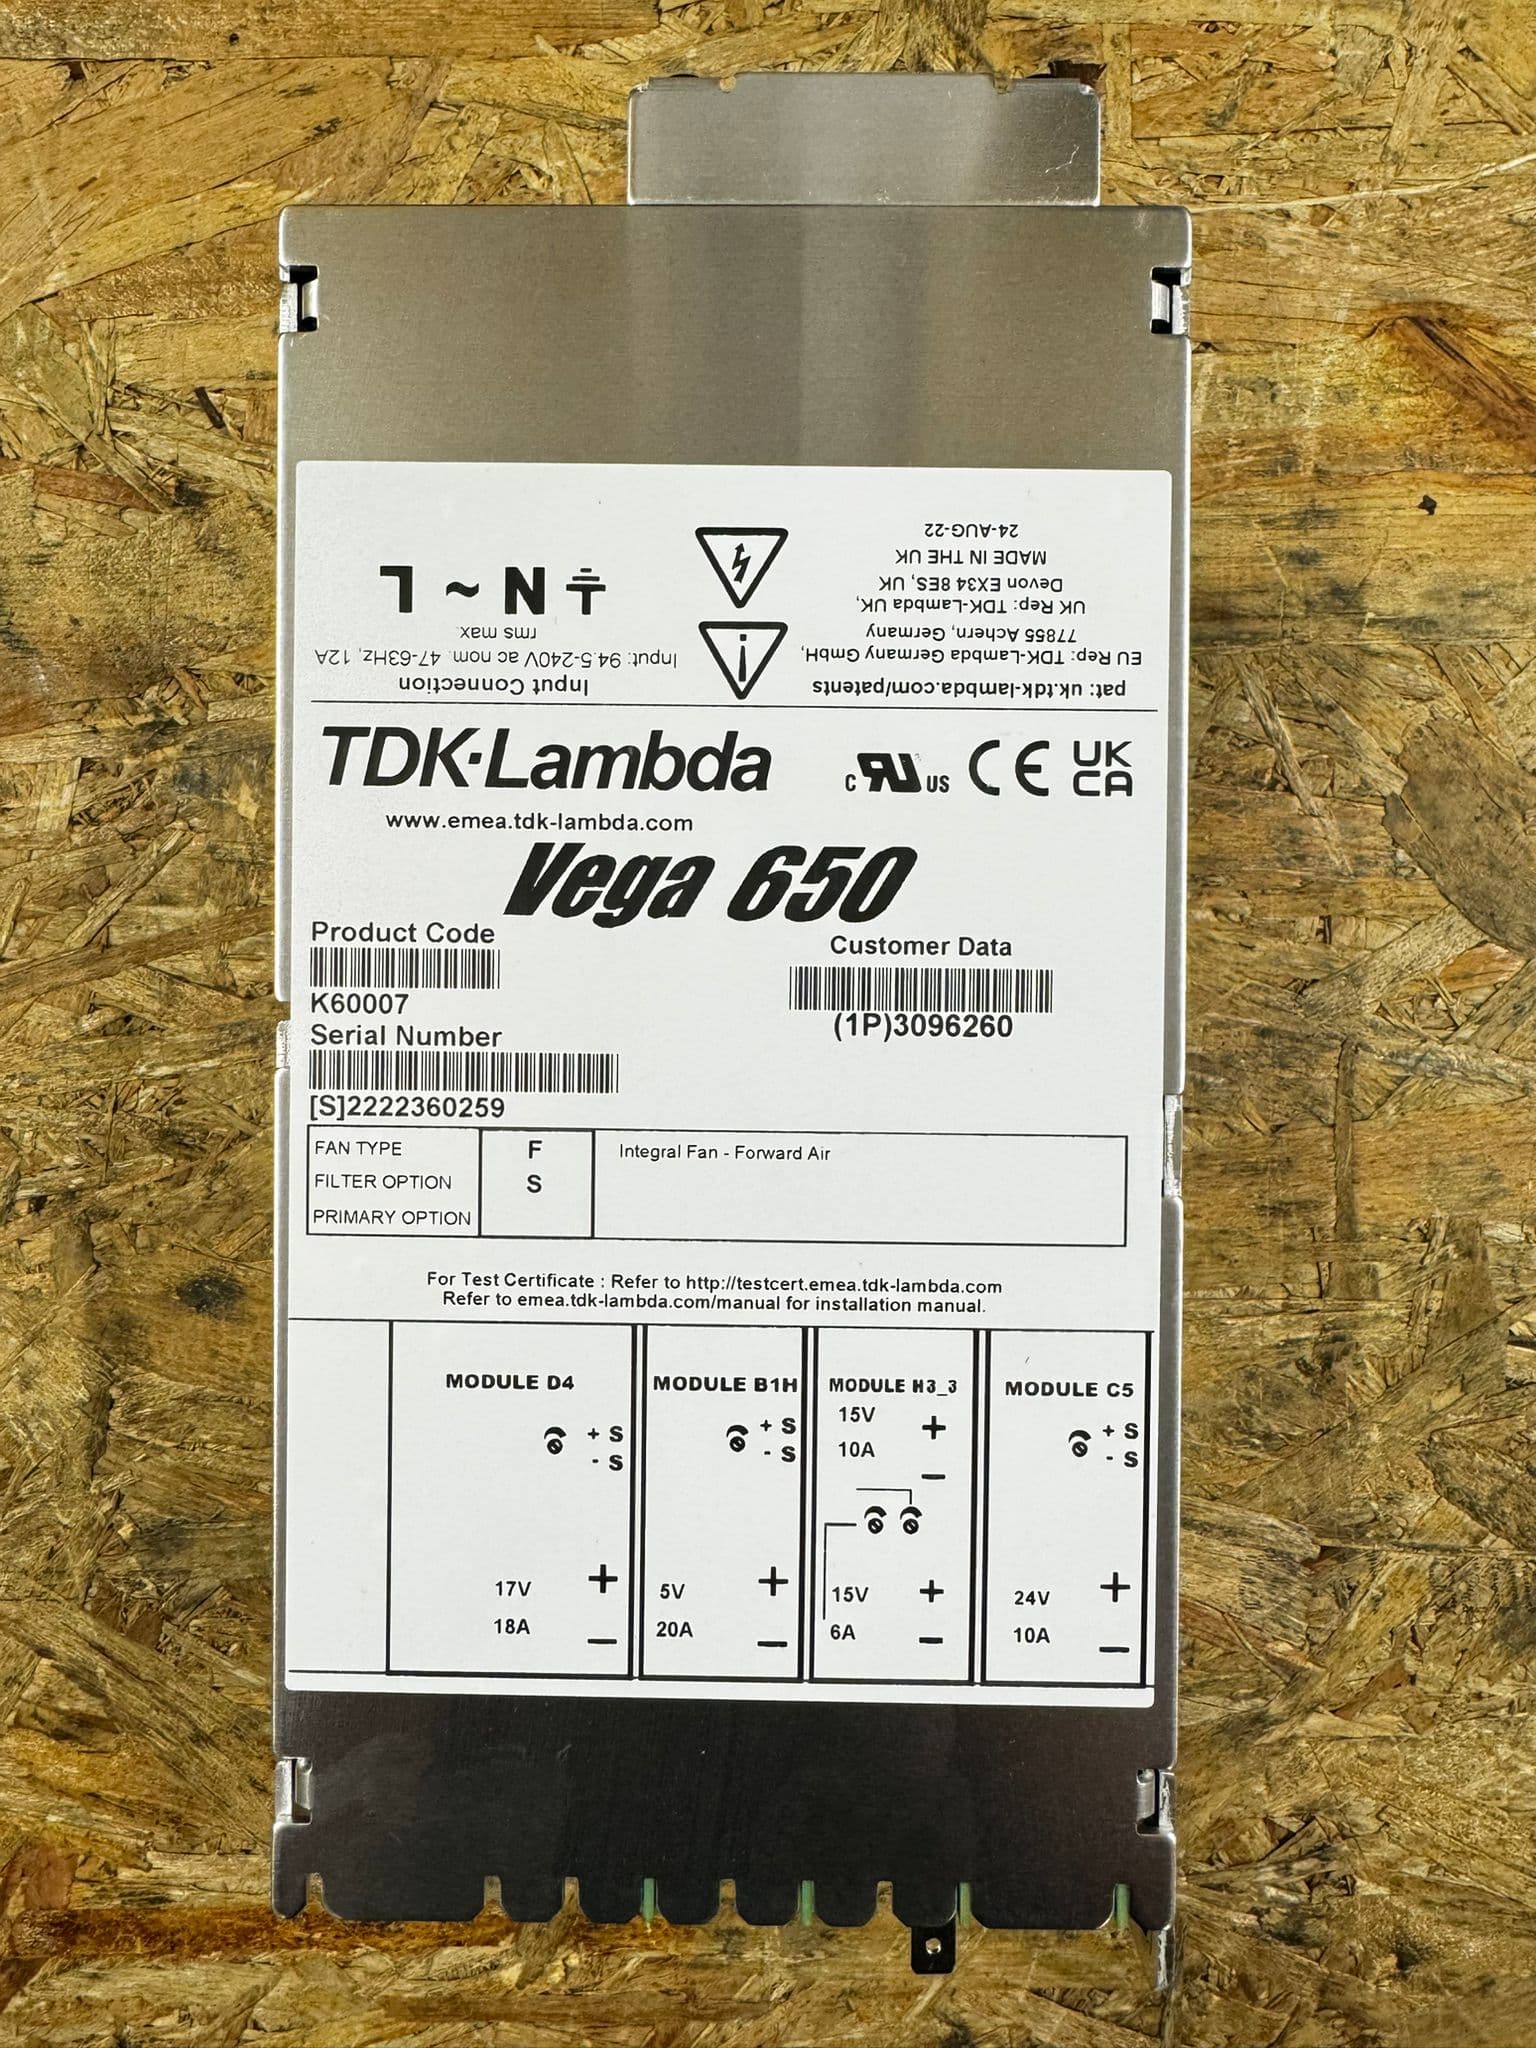 24-AUG-22
MADE IN THE UK
Devon EX34 8ES, UK
UK Rep: TDK-Lambda UK,
77855 Achern, Germany
EU Rep: TDK-Lambda Germany GmbH,
pat: uk.tdk-lambda.com/patents
Input Connection
Input: 94.5-240V ac nom. 47-63Hz, 12A
rms max.
L ~ N
TDK·Lambda
c RU US CE UK CA
www.emea.tdk-lambda.com
Vega 650
Product Code
K60007
Serial Number
[S]2222360259
Customer Data
(1P)3096260
FAN TYPE F Integral Fan - Forward Air
FILTER OPTION S
PRIMARY OPTION
For Test Certificate : Refer to http://testcert.emea.tdk-lambda.com
Refer to emea.tdk-lambda.com/manual for installation manual.
MODULE D4
+ S
- S
17V +
18A -
MODULE B1H
+ S
- S
5V +
20A -
MODULE H3_3
15V +
10A -
15V +
6A -
MODULE C5
+ S
- S
24V +
10A -